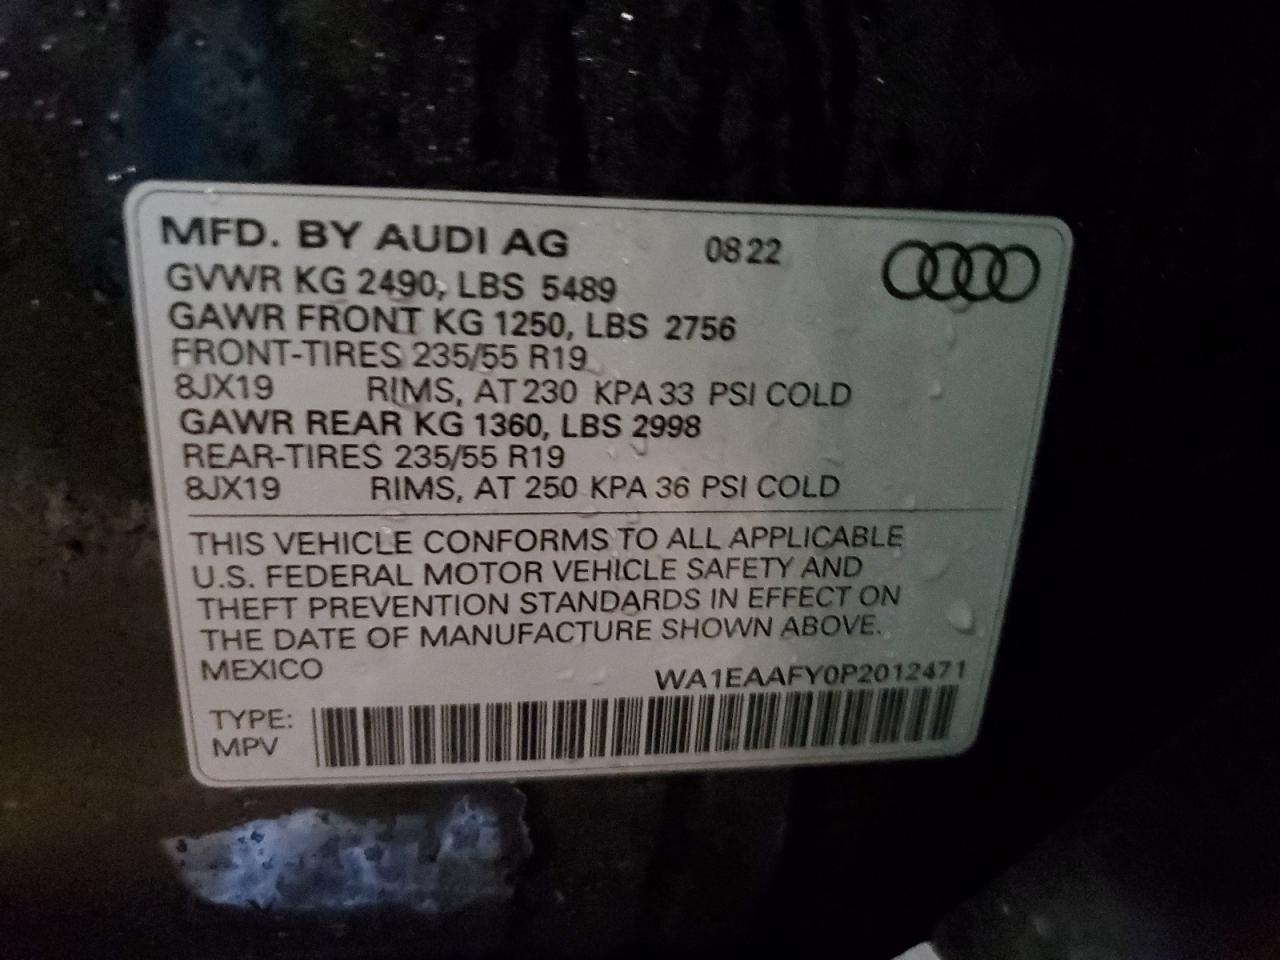 MFD. BY AUDI AG 08 22
GVWR KG 2490, LBS 5489
GAWR FRONT KG 1250, LBS 2756
FRONT-TIRES 235/55 R19
8JX19 RIMS, AT 230 KPA 33 PSI COLD
GAWR REAR KG 1360, LBS 2998
REAR-TIRES 235/55 R19
8JX19 RIMS, AT 250 KPA 36 PSI COLD
THIS VEHICLE CONFORMS TO ALL APPLICABLE
U.S. FEDERAL MOTOR VEHICLE SAFETY AND
THEFT PREVENTION STANDARDS IN EFFECT ON
THE DATE OF MANUFACTURE SHOWN ABOVE.
MEXICO WA1EAAFY0P2012471
TYPE:
MPV